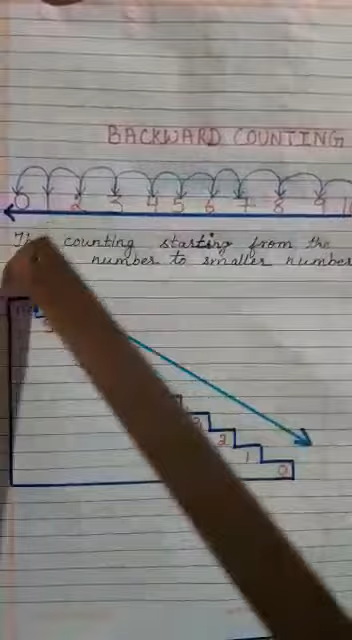 BACKWARD COUNTING
0 1 2 3 4 5 6 7 8 9 10
counting starting from the
number to smaller number
3
2
1
0